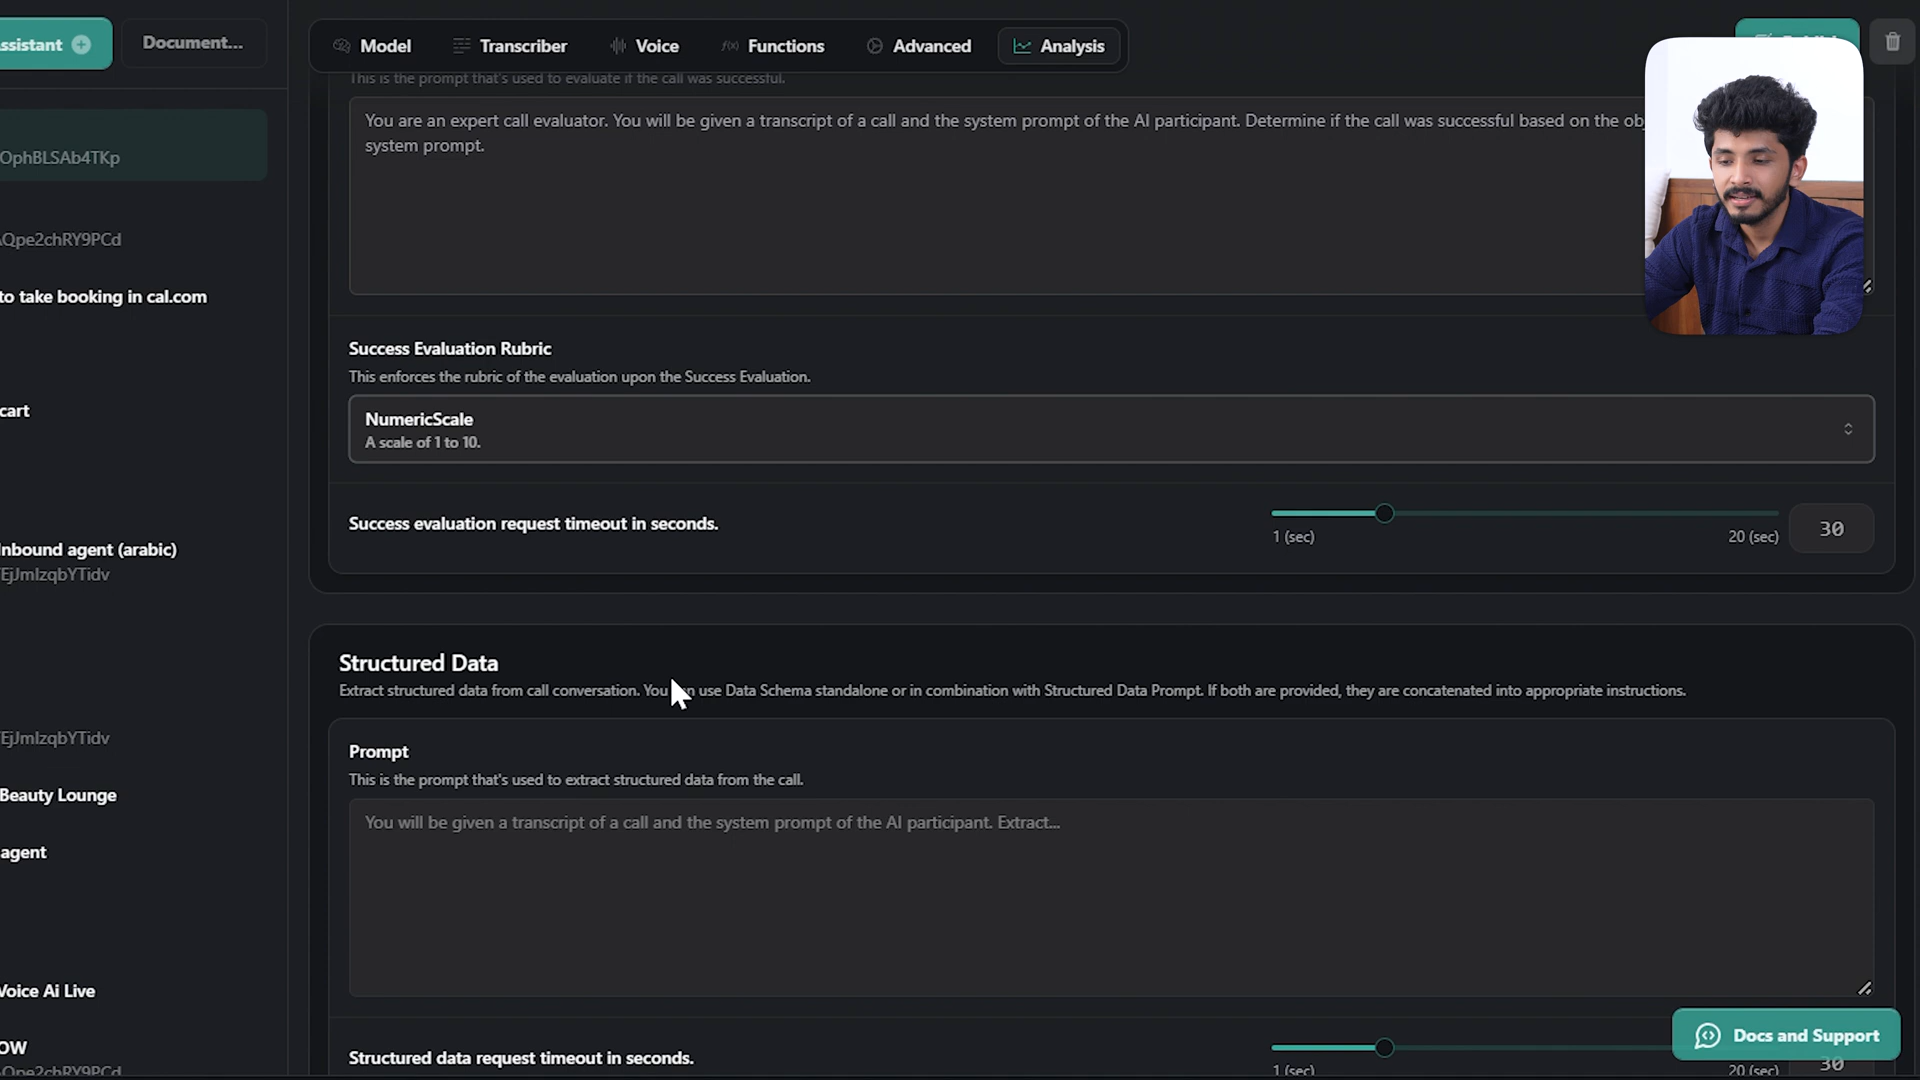 ssistant
Document...
Model
Transcriber
Voice
Functions
Advanced
Analysis
This is the prompt that's used to evaluate if the call was successful.
You are an expert call evaluator. You will be given a transcript of a call and the system prompt of the AI participant. Determine if the call was successful based on the
system prompt.
OphBLSAb4TKp
Qpe2chRY9PCd
to take booking in cal.com
cart
Inbound agent (arabic)
EjJmlzqbYTidv
EjJmlzqbYTidv
Beauty Lounge
agent
Voice Ai Live
OW
Qpe2chRY9PCd
Success Evaluation Rubric
This enforces the rubric of the evaluation upon the Success Evaluation.
NumericScale
A scale of 1 to 10.
Success evaluation request timeout in seconds.
1 (sec)
20 (sec)
30
Structured Data
Extract structured data from call conversation. You use Data Schema standalone or in combination with Structured Data Prompt. If both are provided, they are concatenated into appropriate instructions.
Prompt
This is the prompt that's used to extract structured data from the call.
You will be given a transcript of a call and the system prompt of the AI participant. Extract...
Structured data request timeout in seconds.
1 (sec)
20 (sec)
30
Docs and Support